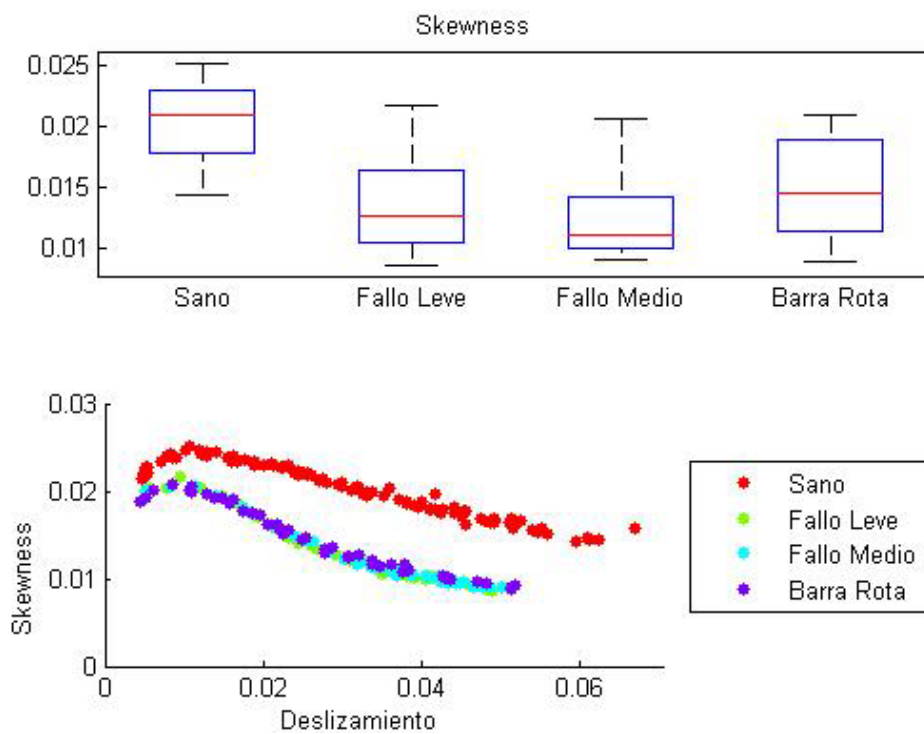 Skewness
0.025
0.02
0.015
0.01
Sano Fallo Leve Fallo Medio Barra Rota
Skewness
0.03
0.02
0.01
0
0 0.02 0.04 0.06
Deslizamiento
Sano
Fallo Leve
Fallo Medio
Barra Rota